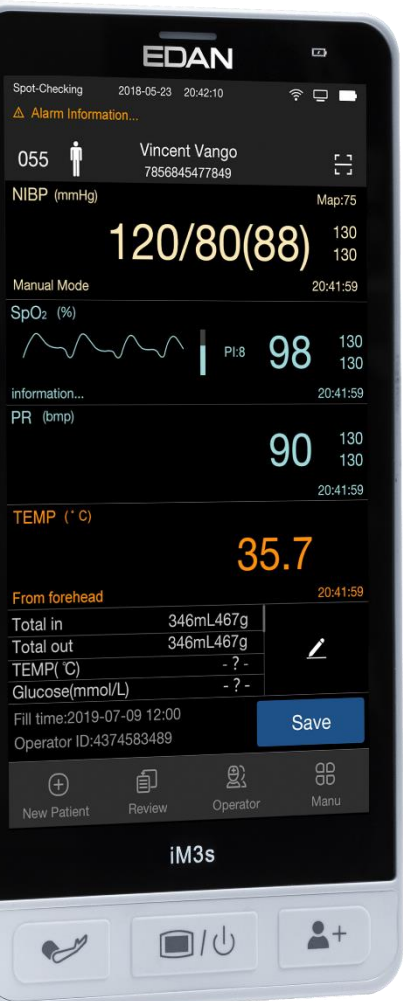 EDAN
Spot-Checking 2018-05-23 20:42:10
Alarm Information...
055 Vincent Vango
7856845477849
NIBP (mmHg) Map:75
120/80(88) 130
130
Manual Mode 20:41:59
SpO2 (%)
PI:8 98 130
130
information... 20:41:59
PR (bmp)
90 130
130
20:41:59
TEMP (°C)
35.7
From forehead 20:41:59
Total in 346mL467g
Total out 346mL467g
TEMP(℃) -?-
Glucose(mmol/L) -?-
Fill time:2019-07-09 12:00
Operator ID:4374583489
Save
New Patient Review Operator Manu
iM3s